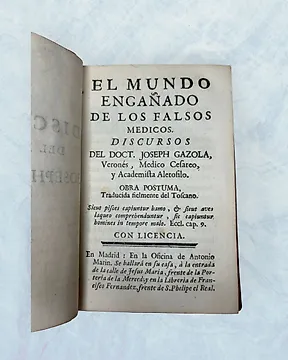 EL MUNDO
ENGAÑADO
DE LOS FALSOS
MEDICOS.
DISCURSOS
DEL DOCT. JOSEPH GAZOLA,
Veronés, Medico Cesareo,
y Academista Aletofilo.
OBRA POSTUMA,
Traducida fielmente del Toscano.
Sicut pisces capiuntur hamo, & sicut aves
laqueo comprehenduntur, sic capiuntur
homines in tempore malo. Eccl. cap. 9.
CON LICENCIA.
En Madrid: En la Oficina de Antonio
Marin. Se hallará en su casa, à la entrada
de la calle de Jesus Maria, frente de la Por-
teria de la Merced; y en la Libreria de Fran-
cisco Fernandez, frente de S. Phelipe el Real.